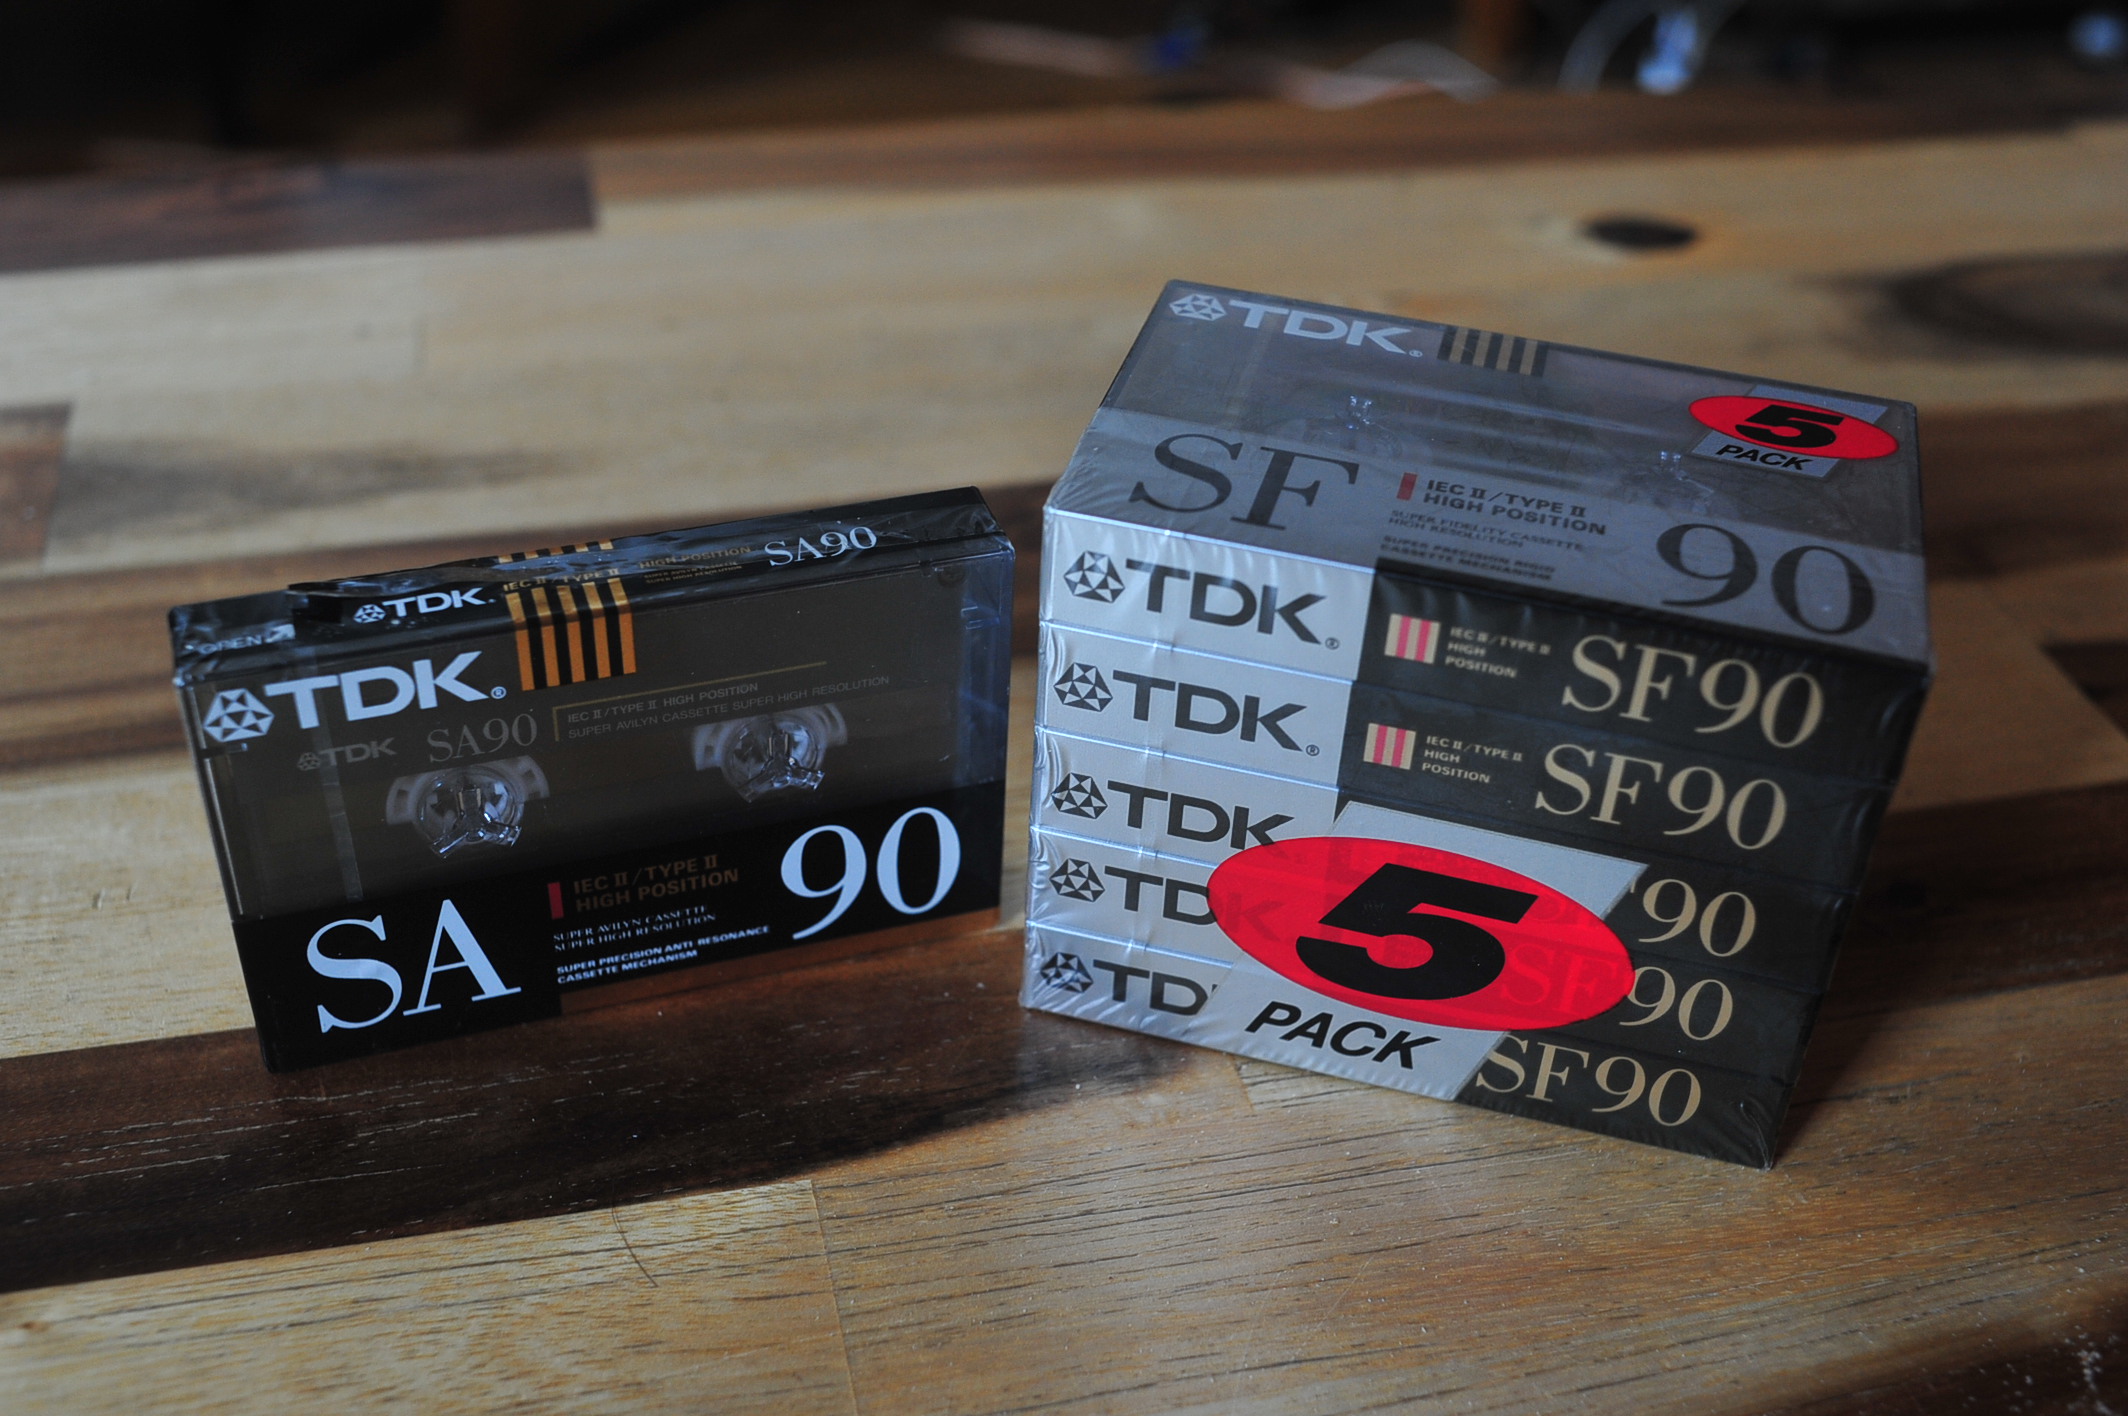 OPEN
TDK.
IEC II / TYPE II
HIGH POSITION
SA90
TDK®
TDK
SA90
IEC II / TYPE II HIGH POSITION
SUPER AVILYN CASSETTE SUPER HIGH RESOLUTION
SA
IEC II / TYPE II
HIGH POSITION
SUPER AVILYN CASSETTE
SUPER HIGH RESOLUTION
SUPER PRECISION ANTI RESONANCE
CASSETTE MECHANISM
90
TDK®
5
PACK
SF
IEC II / TYPE II
HIGH POSITION
SUPER FIDELITY CASSETTE
HIGH RESOLUTION
SUPER PRECISION RIGID
CASSETTE MECHANISM
90
TDK®
IEC II / TYPE II
HIGH
POSITION
SF90
TDK®
IEC II / TYPE II
HIGH
POSITION
SF90
TDK
90
TDK
SF90
TD
SF90
5
PACK